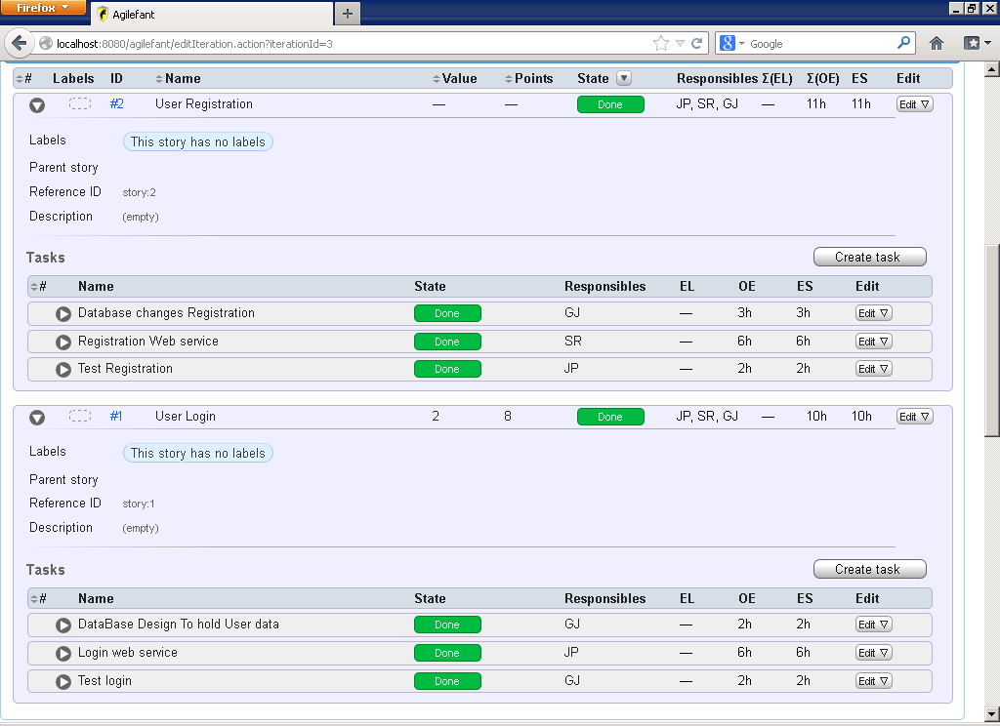 Firefox
Agilefant
localhost:8080/agilefant/editIteration.action?iterationId=3
Google
# Labels ID Name Value Points State Responsibles Σ(EL) Σ(OE) ES Edit
#2 User Registration — — Done JP, SR, GJ — 11h 11h Edit ▽
Labels This story has no labels
Parent story
Reference ID story:2
Description (empty)
Tasks Create task
# Name State Responsibles EL OE ES Edit
Database changes Registration Done GJ — 3h 3h Edit ▽
Registration Web service Done SR — 6h 6h Edit ▽
Test Registration Done JP — 2h 2h Edit ▽
#1 User Login 2 8 Done JP, SR, GJ — 10h 10h Edit ▽
Labels This story has no labels
Parent story
Reference ID story:1
Description (empty)
Tasks Create task
# Name State Responsibles EL OE ES Edit
DataBase Design To hold User data Done GJ — 2h 2h Edit ▽
Login web service Done JP — 6h 6h Edit ▽
Test login Done GJ — 2h 2h Edit ▽